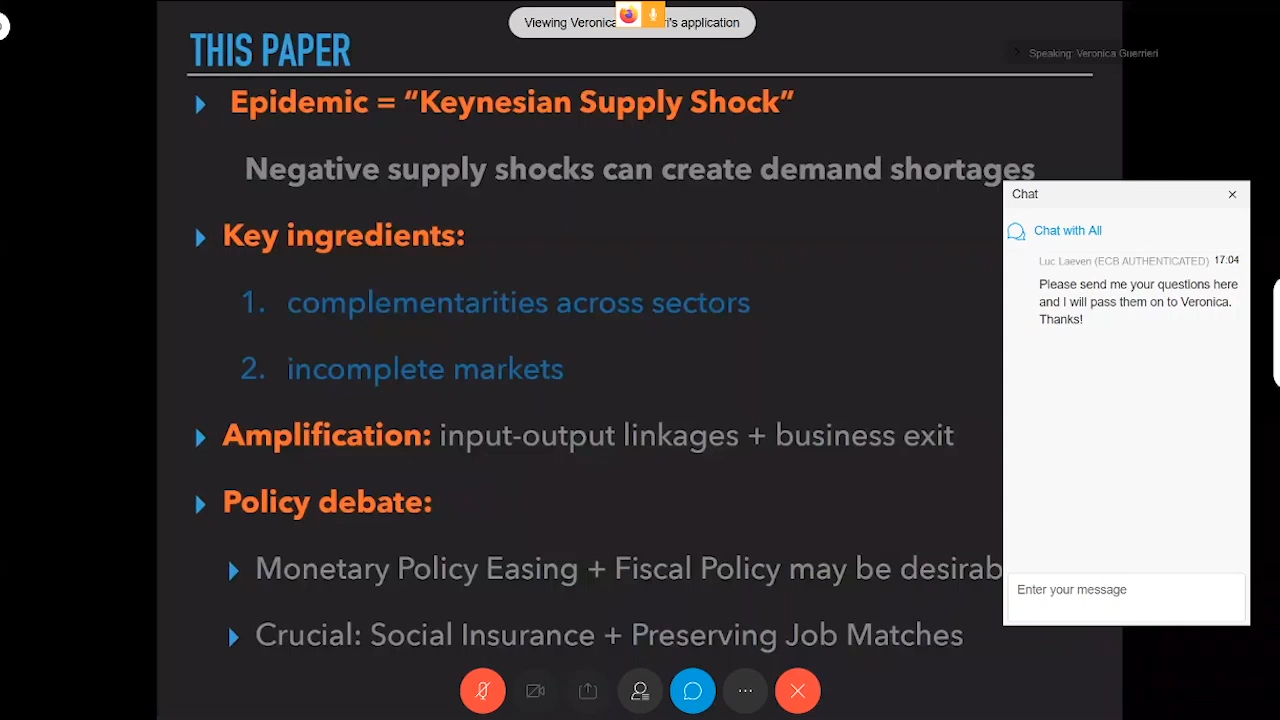 Viewing Veronica ri's application
THIS PAPER
Speaking: Veronica Guerrieri
Epidemic = “Keynesian Supply Shock”
Negative supply shocks can create demand shortages
Key ingredients:
1. complementarities across sectors
2. incomplete markets
Amplification: input-output linkages + business exit
Policy debate:
Monetary Policy Easing + Fiscal Policy may be desirab
Crucial: Social Insurance + Preserving Job Matches
Chat
Chat with All
Luc Laeven (ECB AUTHENTICATED) 17:04
Please send me your questions here
and I will pass them on to Veronica.
Thanks!
Enter your message